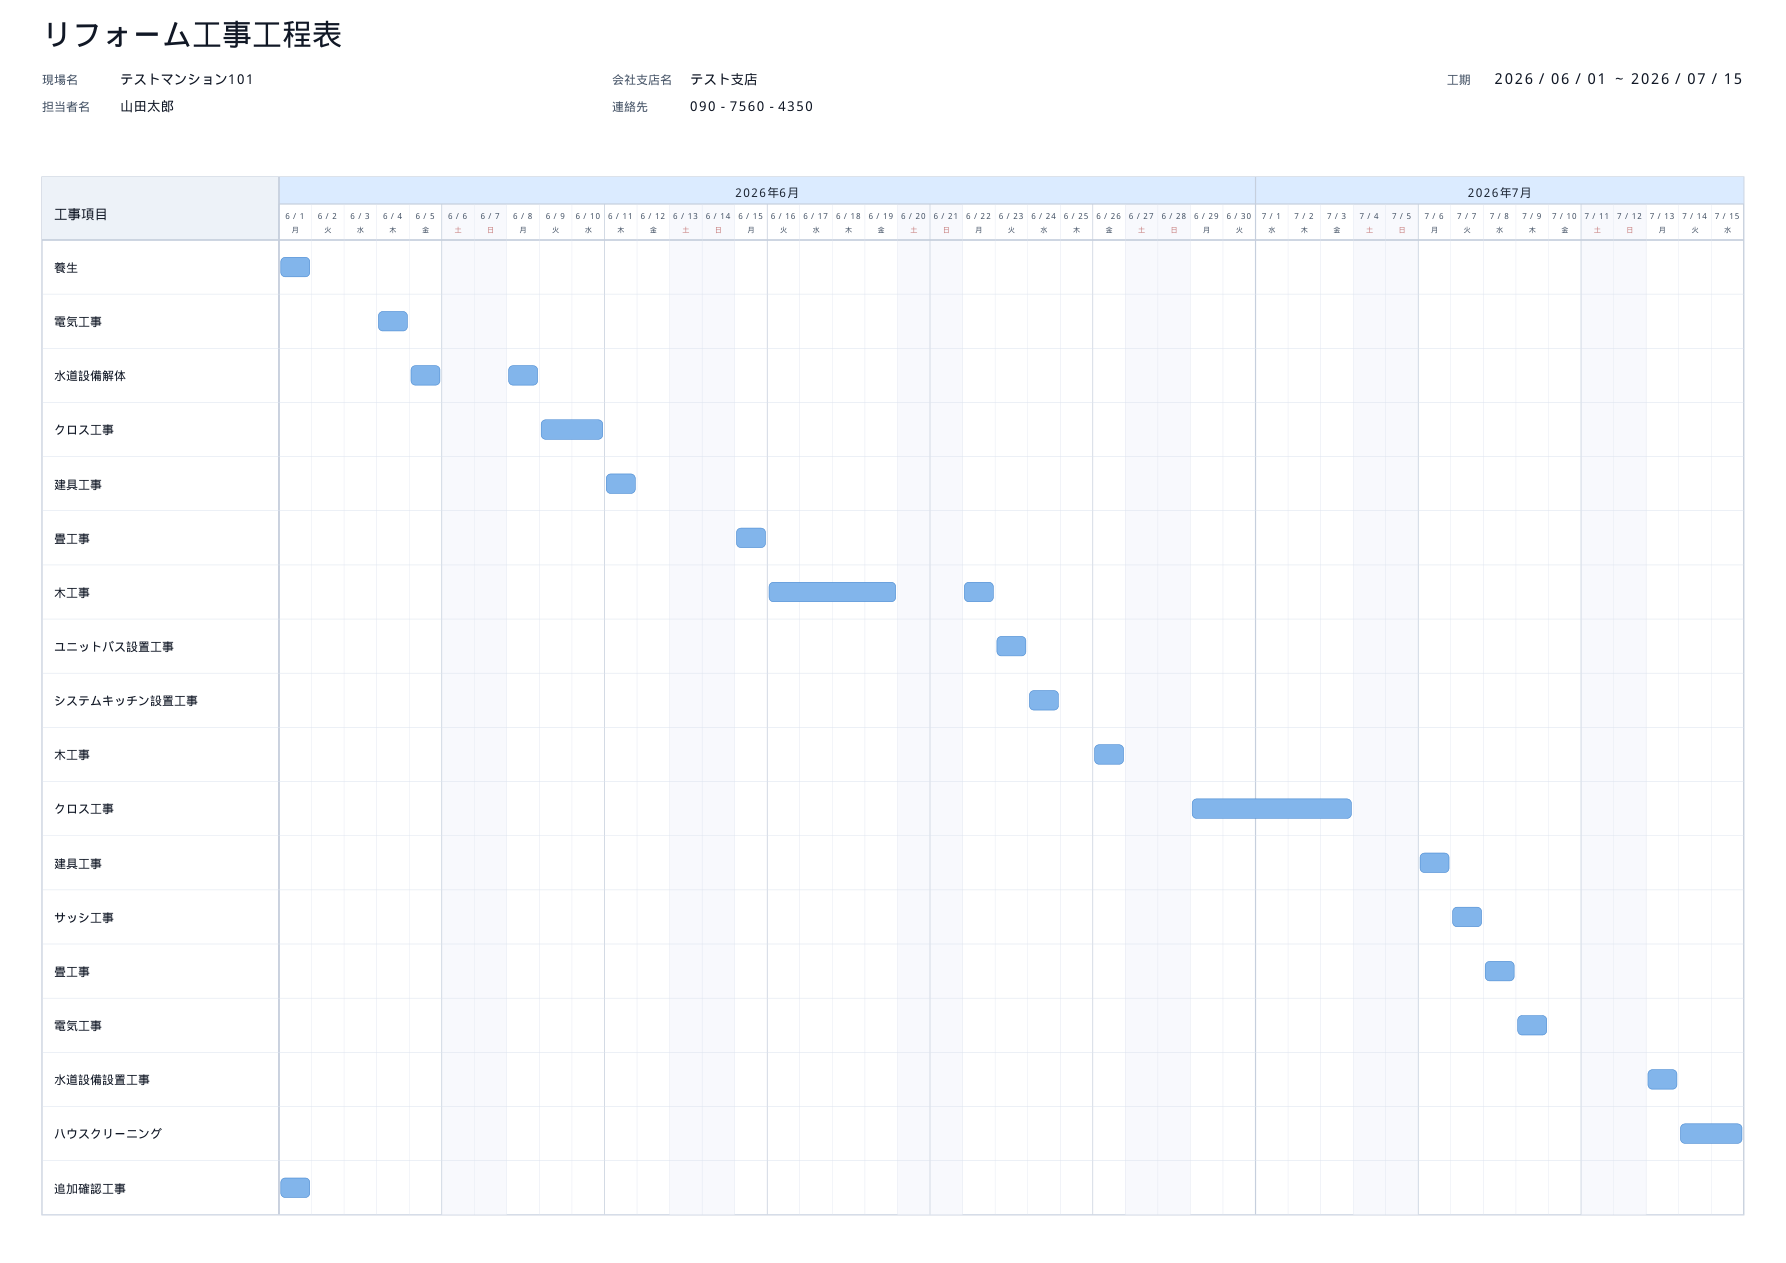 リフォーム工事工程表
現場名 テストマンション101 会社支店名 テスト支店 工期 2026 / 06 / 01 ~ 2026 / 07 / 15
担当者名 山田太郎 連絡先 090 - 7560 - 4350
工事項目 2026年6月 2026年7月
6 / 1 6 / 2 6 / 3 6 / 4 6 / 5 6 / 6 6 / 7 6 / 8 6 / 9 6 / 10 6 / 11 6 / 12 6 / 13 6 / 14 6 / 15 6 / 16 6 / 17 6 / 18 6 / 19 6 / 20 6 / 21 6 / 22 6 / 23 6 / 24 6 / 25 6 / 26 6 / 27 6 / 28 6 / 29 6 / 30 7 / 1 7 / 2 7 / 3 7 / 4 7 / 5 7 / 6 7 / 7 7 / 8 7 / 9 7 / 10 7 / 11 7 / 12 7 / 13 7 / 14 7 / 15
月 火 水 木 金 土 日 月 火 水 木 金 土 日 月 火 水 木 金 土 日 月 火 水 木 金 土 日 月 火 水 木 金 土 日 月 火 水 木 金 土 日 月 火 水
養生
電気工事
水道設備解体
クロス工事
建具工事
畳工事
木工事
ユニットバス設置工事
システムキッチン設置工事
木工事
クロス工事
建具工事
サッシ工事
畳工事
電気工事
水道設備設置工事
ハウスクリーニング
追加確認工事